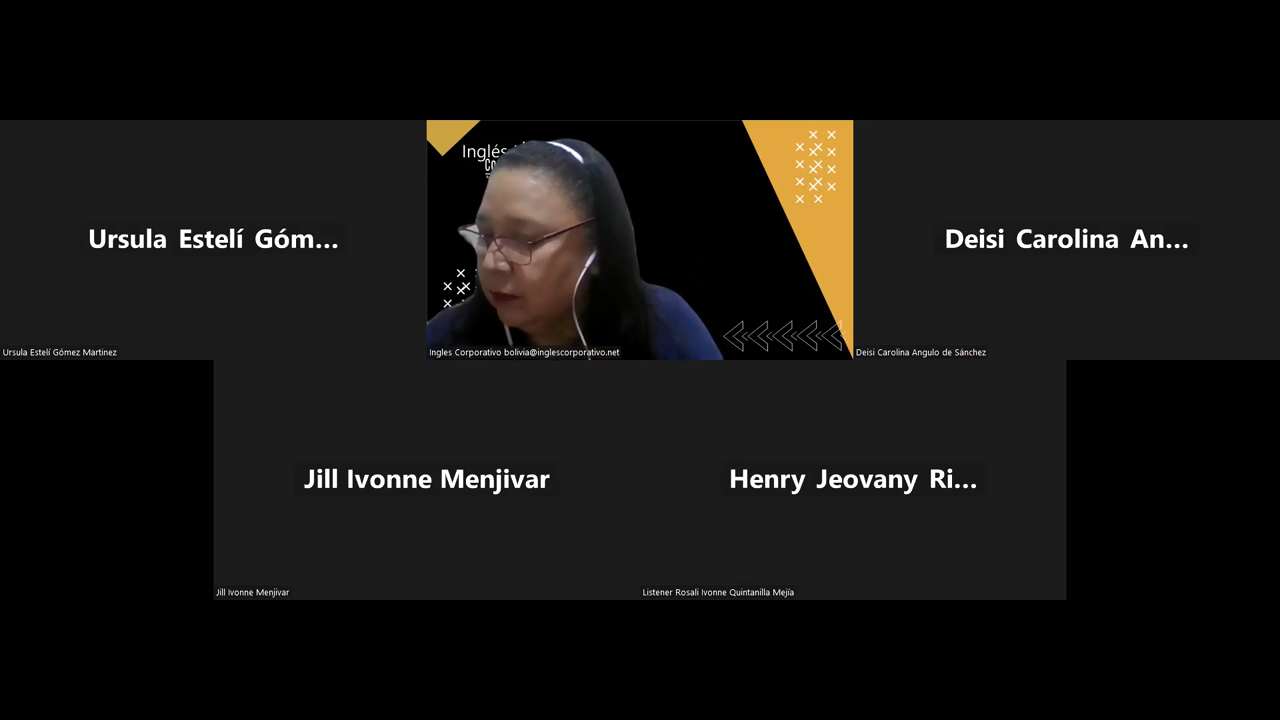 Ursula Estelí Góm...
Inglés
Deisi Carolina An...
Ursula Estelí Gómez Martinez
Ingles Corporativo bolivia@inglescorporativo.net
Deisi Carolina Angulo de Sánchez
Jill Ivonne Menjivar
Henry Jeovany Ri...
Jill Ivonne Menjivar
Listener Rosali Ivonne Quintanilla Mejía